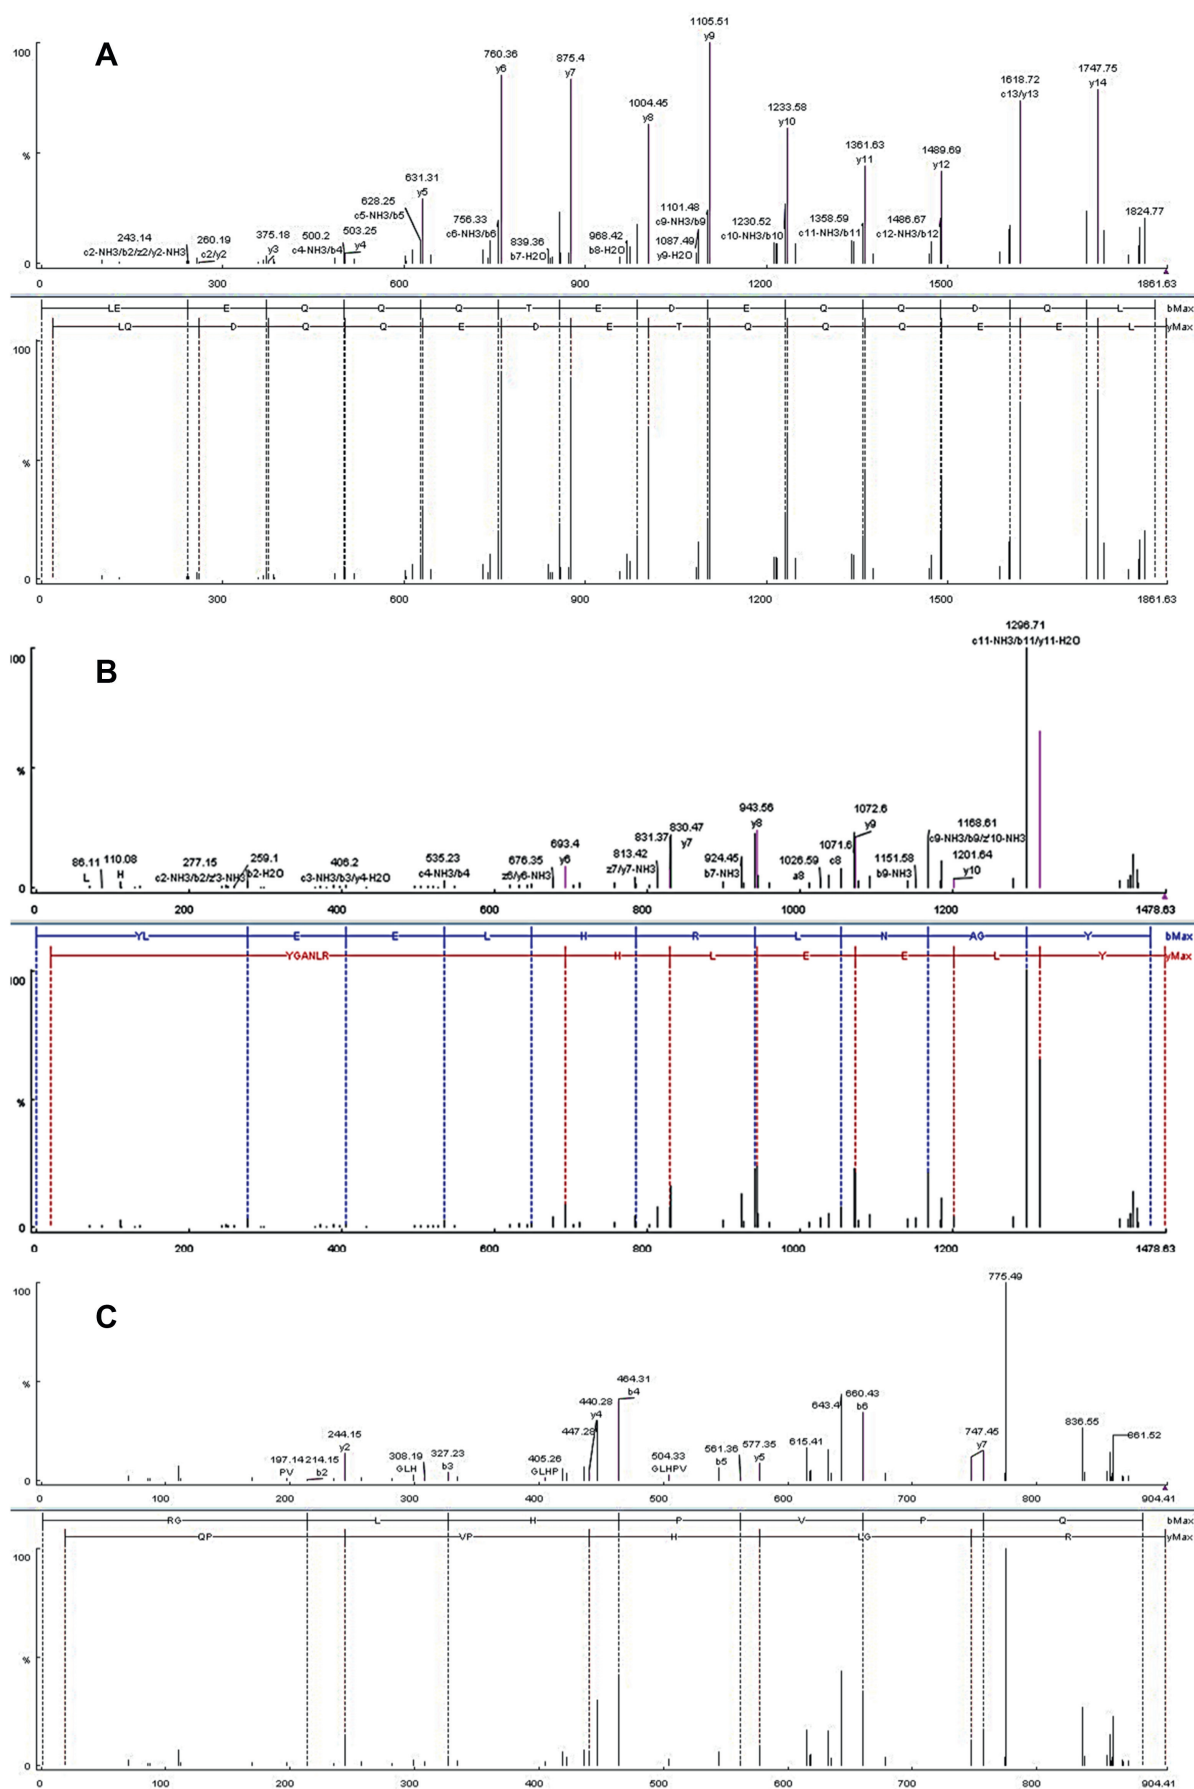 A
100
%
0
1105.51
y9
760.36
y6
875.4
y7
1004.45
y8
1233.58
y10
1618.72
c13/y13
1747.75
y14
1361.63
y11
1489.69
y12
631.31
y5
628.25
c5-NH3/b5
243.14
c2-NH3/b2/z2/y2-NH3
260.19
c2/y2
375.18
y3
500.2
c4-NH3/b4
503.25
y4
756.33
c6-NH3/b6
839.36
b7-H2O
968.42
b8-H2O
1101.48
c9-NH3/b9
1087.49
y9-H2O
1230.52
c10-NH3/b10
1358.59
c11-NH3/b11
1486.67
c12-NH3/b12
1824.77
0 300 600 900 1200 1500 1861.63
LE E Q Q Q T E D E Q Q D Q L bMax
LQ D Q Q E D E T Q Q Q E E L yMax
100
%
0
0 300 600 900 1200 1500 1861.63
B
100
%
0
1296.71
c11-NH3/b11/y11-H2O
86.11
L
110.08
H
277.15
c2-NH3/b2/z'3-NH3
259.1
b2-H2O
406.2
c3-NH3/b3/y4-H2O
535.23
c4-NH3/b4
676.35
z6/y6-NH3
693.4
y6
813.42
z7/y7-NH3
831.37
830.47
y7
924.45
b7-NH3
943.56
y8
1026.59
a8
1071.6
c8
1072.6
y9
1151.58
b9-NH3
1168.61
c9-NH3/b9/z'10-NH3
1201.64
y10
0 200 400 600 800 1000 1200 1478.63
YL E E L H R L N AG Y bMax
YGANLR H L E E L Y yMax
100
%
0
0 200 400 600 800 1000 1200 1478.63
C
100
%
0
775.49
464.31
b4
440.28
y4
447.28
244.15
y2
197.14
PV
214.15
b2
308.19
GLH
327.23
b3
405.26
GLHP
504.33
GLHPV
561.36
b5
577.35
y5
615.41
643.4
660.43
b6
747.45
y7
836.55
861.52
0 100 200 300 400 500 600 700 800 904.41
RG L H P V P Q bMax
QP VP H LG R yMax
100
%
0
0 100 200 300 400 500 600 700 800 904.41